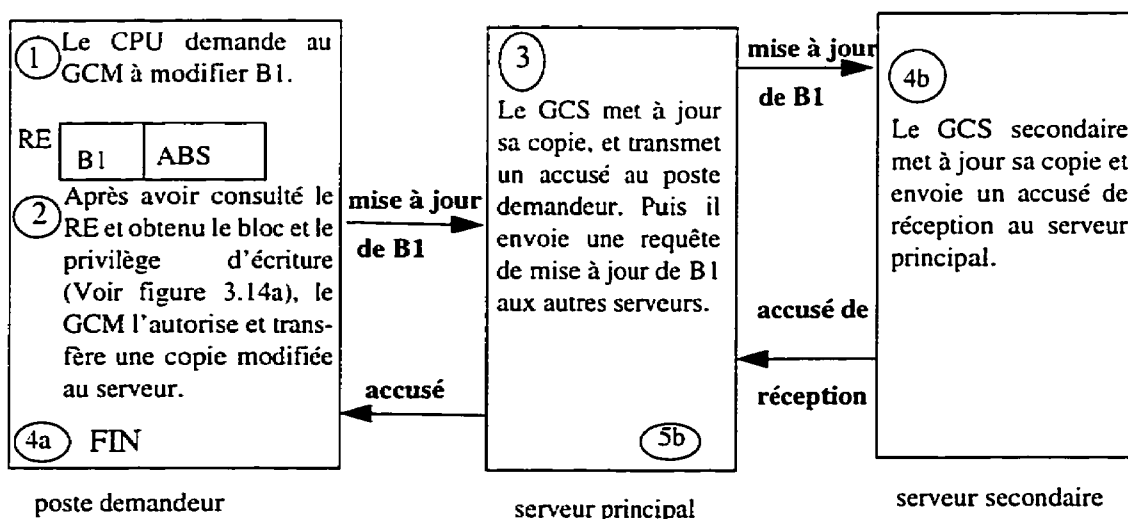 1 Le CPU demande au
GCM à modifier B1.
RE B1 ABS
2 Après avoir consulté le
RE et obtenu le bloc et le
privilège d'écriture
(Voir figure 3.14a), le
GCM l'autorise et trans-
fère une copie modifiée
au serveur.
4a FIN
poste demandeur
mise à jour
de B1
accusé
3
Le GCS met à jour
sa copie, et transmet
un accusé au poste
demandeur. Puis il
envoie une requête
de mise à jour de B1
aux autres serveurs.
5b
serveur principal
mise à jour
de B1
accusé de
réception
4b
Le GCS secondaire
met à jour sa copie et
envoie un accusé de
réception au serveur
principal.
serveur secondaire